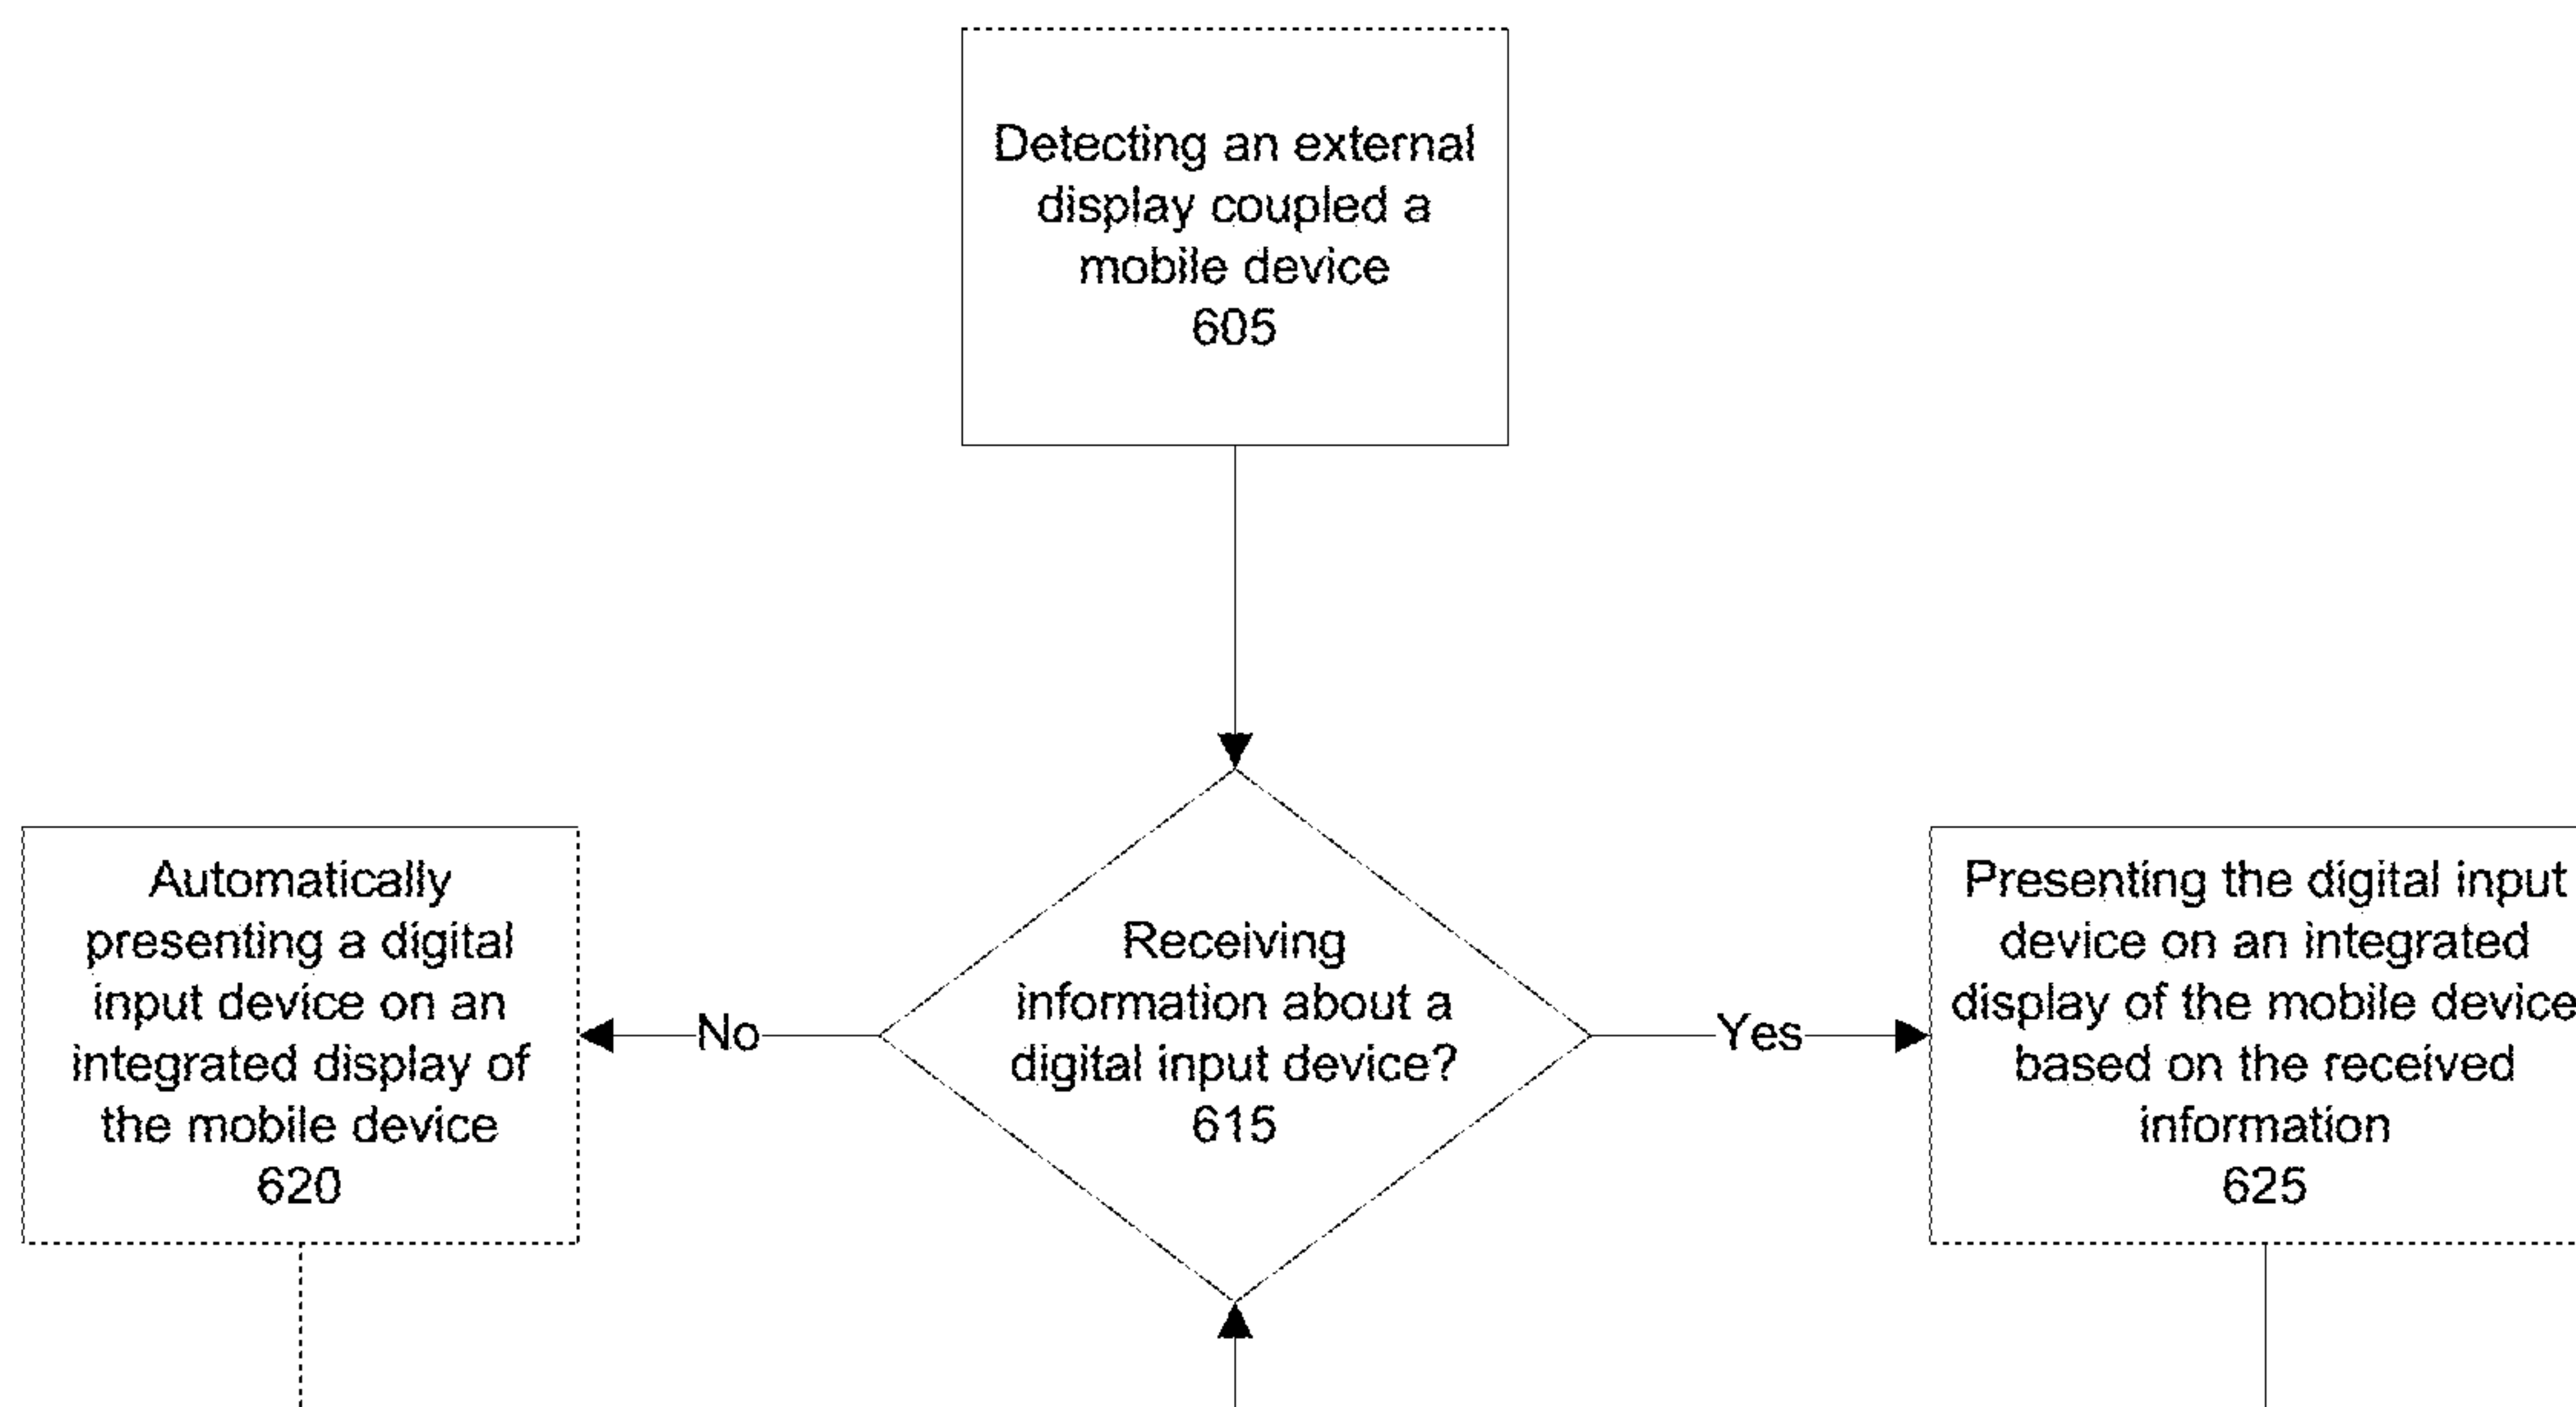 Detecting an external
display coupled a
mobile device
605
Automatically
presenting a digital
input device on an
integrated display of
the mobile device
620
No
Receiving
information about a
digital input device?
615
Yes
Presenting the digital input
device on an integrated
display of the mobile device
based on the received
information
625